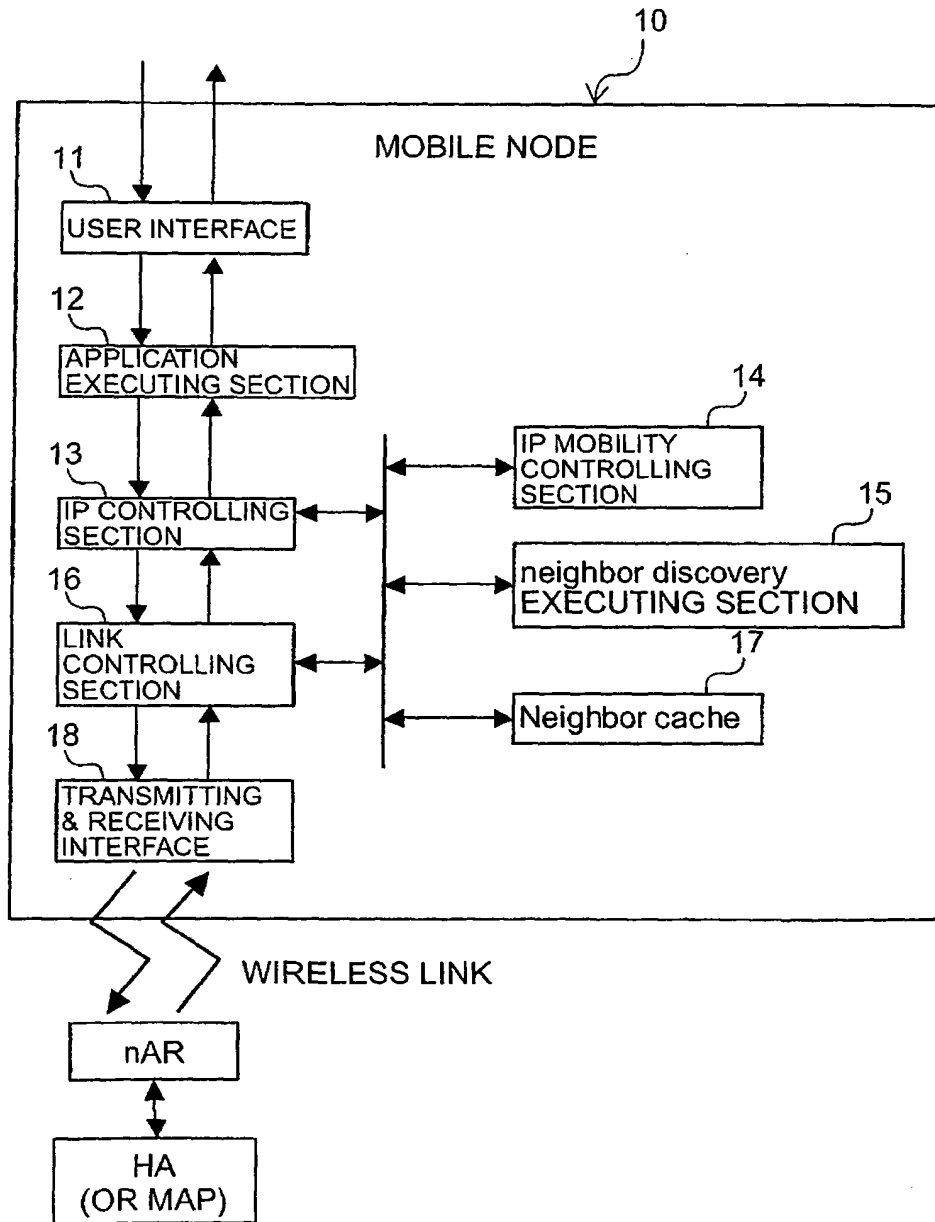 10
MOBILE NODE
11
USER INTERFACE
12
APPLICATION
EXECUTING SECTION
14
IP MOBILITY
CONTROLLING
SECTION
13
IP CONTROLLING
SECTION
15
neighbor discovery
EXECUTING SECTION
16
LINK
CONTROLLING
SECTION
17
Neighbor cache
18
TRANSMITTING
& RECEIVING
INTERFACE
WIRELESS LINK
nAR
HA
(OR MAP)